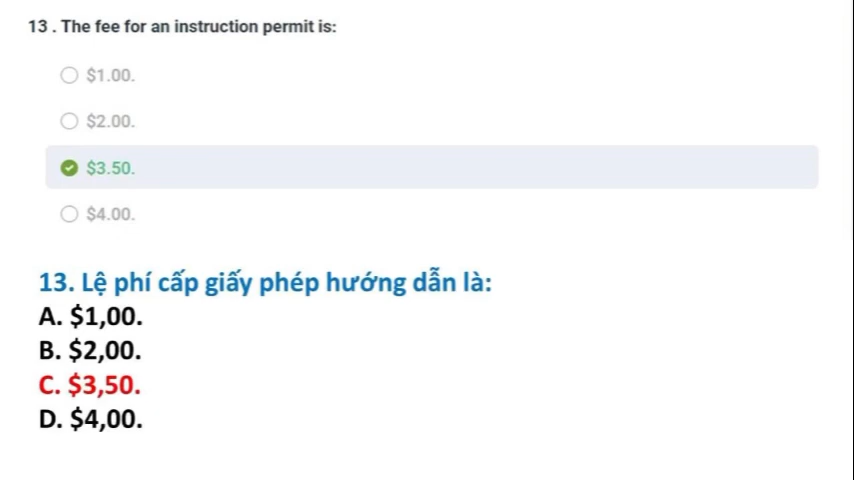 13 . The fee for an instruction permit is:
$1.00.
$2.00.
$3.50.
$4.00.
13. Lệ phí cấp giấy phép hướng dẫn là:
A. $1,00.
B. $2,00.
C. $3,50.
D. $4,00.